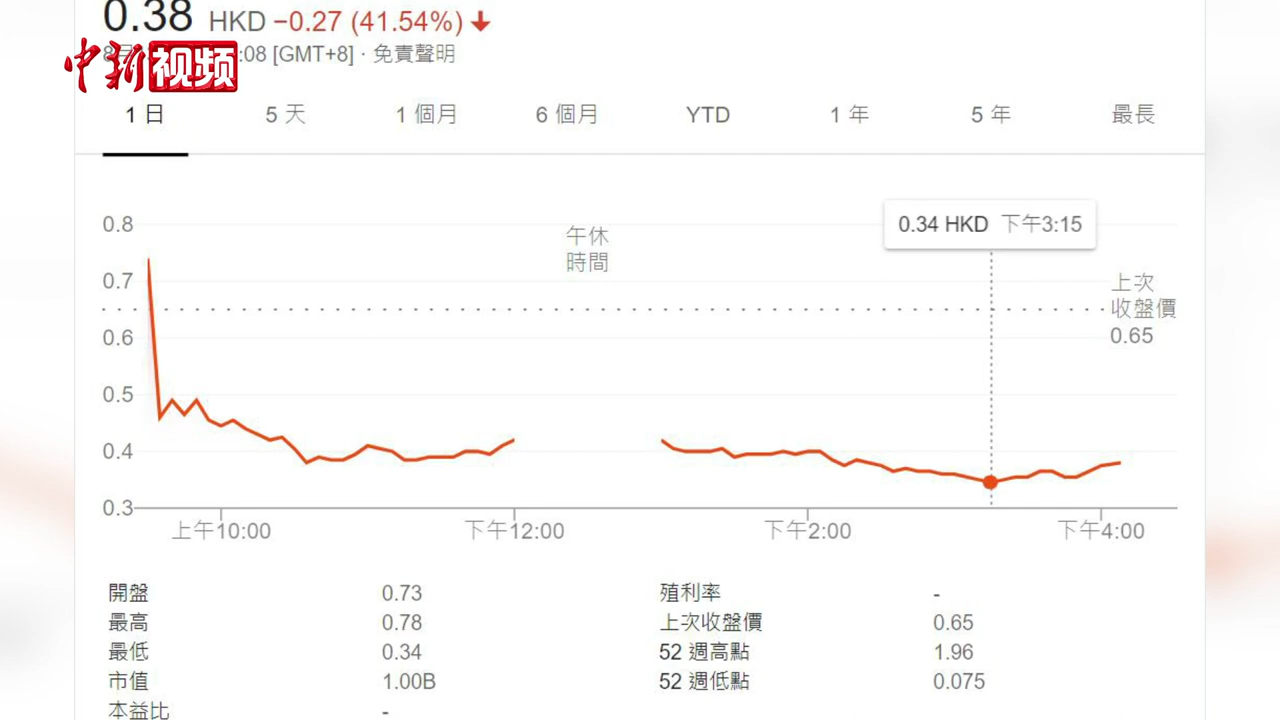 0.38 HKD −0.27 (41.54%)
:08 [GMT+8] · 免責聲明
中新视频
1 日 5 天 1 個月 6 個月 YTD 1 年 5 年 最長
0.34 HKD 下午3:15
午休
時間
上次
收盤價
0.65
0.8
0.7
0.6
0.5
0.4
0.3
上午10:00 下午12:00 下午2:00 下午4:00
開盤 0.73 殖利率 -
最高 0.78 上次收盤價 0.65
最低 0.34 52 週高點 1.96
市值 1.00B 52 週低點 0.075
本益比 -